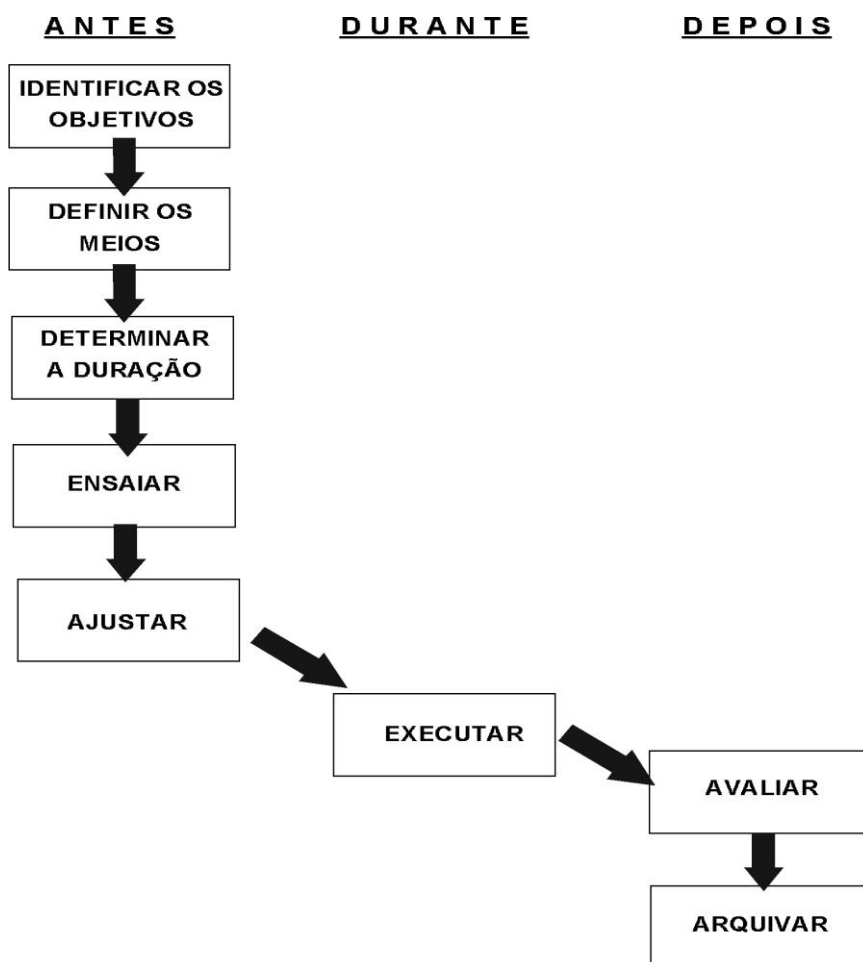 ANTES
DURANTE
DEPOIS
IDENTIFICAR OS
OBJETIVOS
DEFINIR OS
MEIOS
DETERMINAR
A DURAÇÃO
ENSAIAR
AJUSTAR
EXECUTAR
AVALIAR
ARQUIVAR